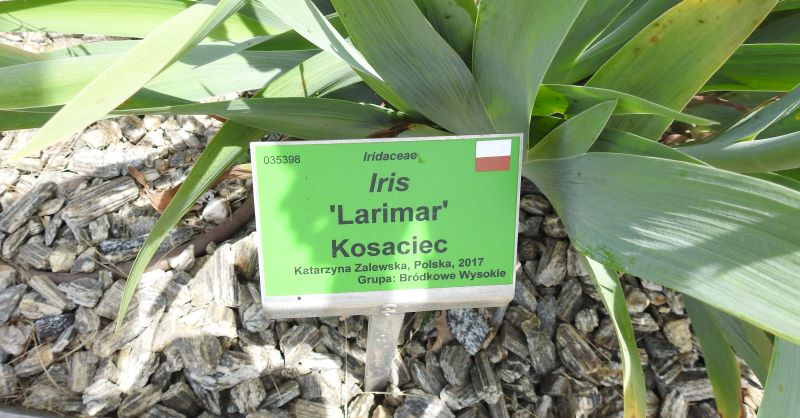 035398
Iridaceae
Iris
'Larimar'
Kosaciec
Katarzyna Zalewska, Polska, 2017
Grupa: Bródkowe Wysokie